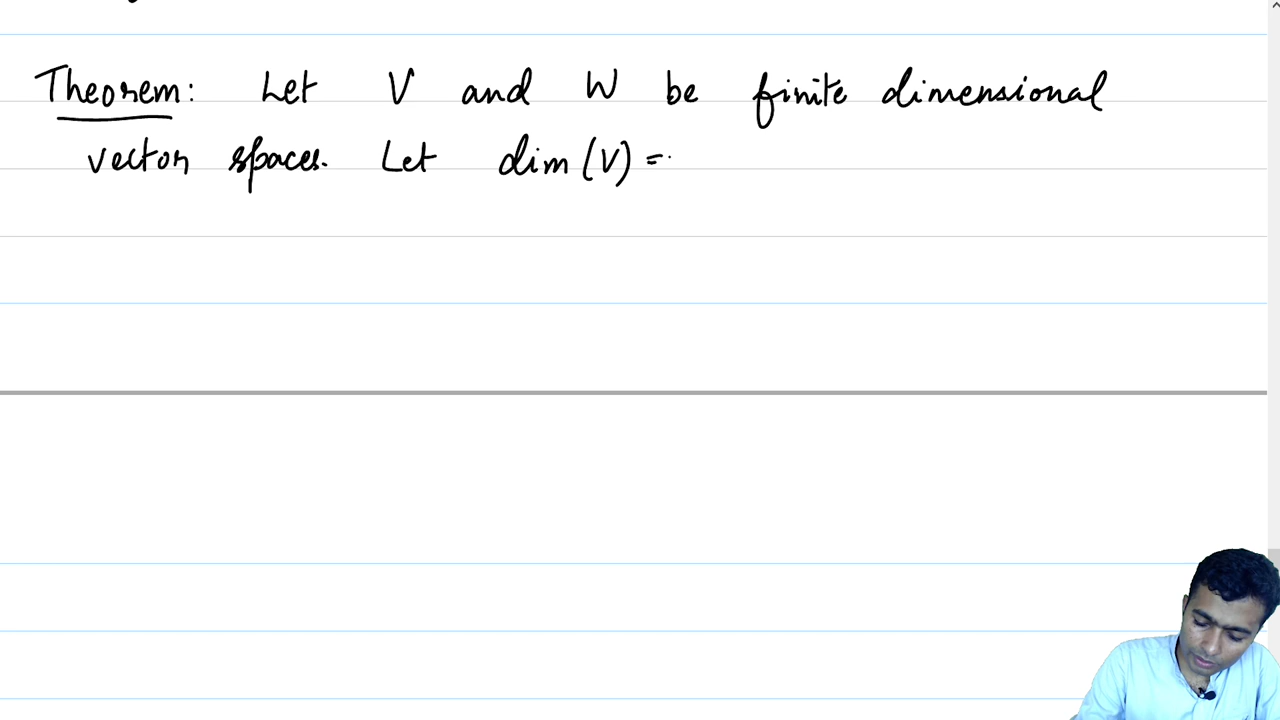 Theorem: Let V and W be finite dimensional
vector spaces. Let dim (V) =